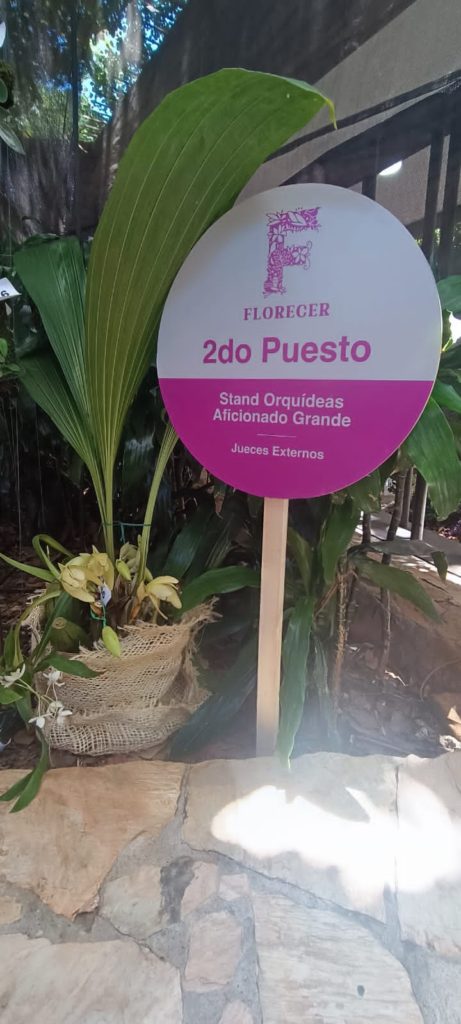 F
FLORECER
2do Puesto
Stand Orquídeas
Aficionado Grande
Jueces Externos